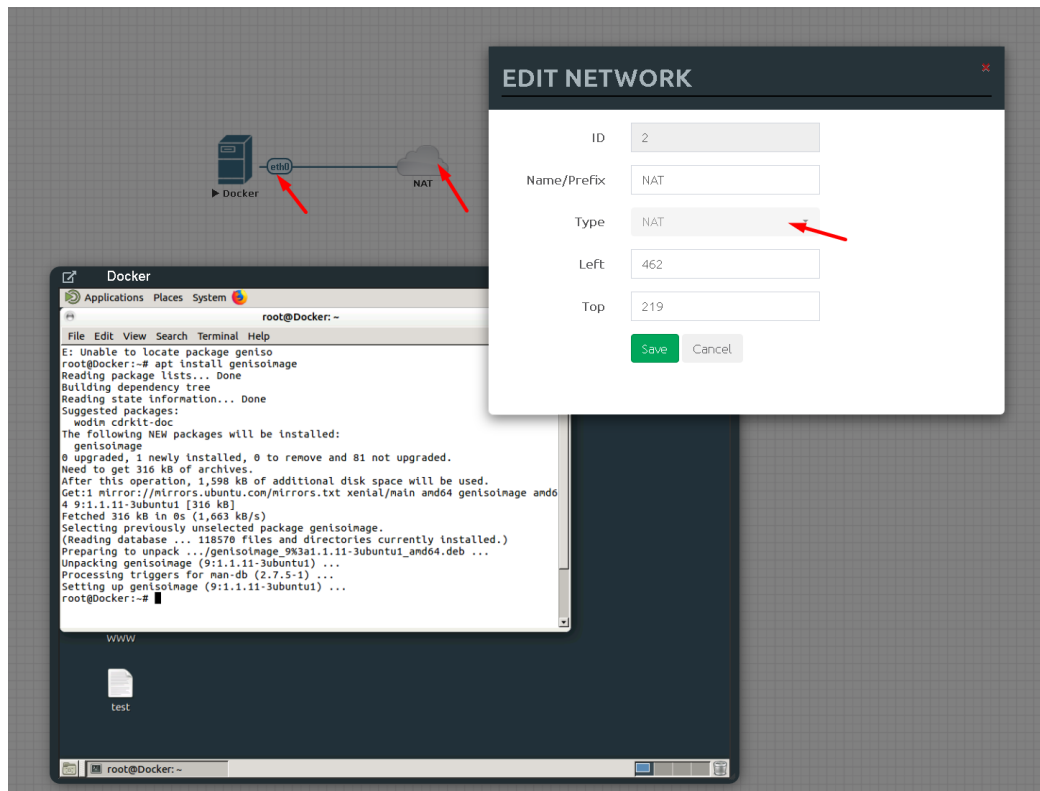 EDIT NETWORK
×
ID
2
Name/Prefix
NAT
Type
NAT
Left
462
Top
219
Save Cancel
eth0
Docker
NAT
Docker
Applications Places System
root@Docker: ~
File Edit View Search Terminal Help
E: Unable to locate package geniso
root@Docker:~# apt install genisoimage
Reading package lists... Done
Building dependency tree
Reading state information... Done
Suggested packages:
wodim cdrkit-doc
The following NEW packages will be installed:
genisoimage
0 upgraded, 1 newly installed, 0 to remove and 81 not upgraded.
Need to get 316 kB of archives.
After this operation, 1,598 kB of additional disk space will be used.
Get:1 mirror://mirrors.ubuntu.com/mirrors.txt xenial/main amd64 genisoimage amd6
4 9:1.1.11-3ubuntu1 [316 kB]
Fetched 316 kB in 0s (1,663 kB/s)
Selecting previously unselected package genisoimage.
(Reading database ... 118570 files and directories currently installed.)
Preparing to unpack .../genisoimage_9%3a1.1.11-3ubuntu1_amd64.deb ...
Unpacking genisoimage (9:1.1.11-3ubuntu1) ...
Processing triggers for man-db (2.7.5-1) ...
Setting up genisoimage (9:1.1.11-3ubuntu1) ...
root@Docker:~#
www
test
root@Docker: ~